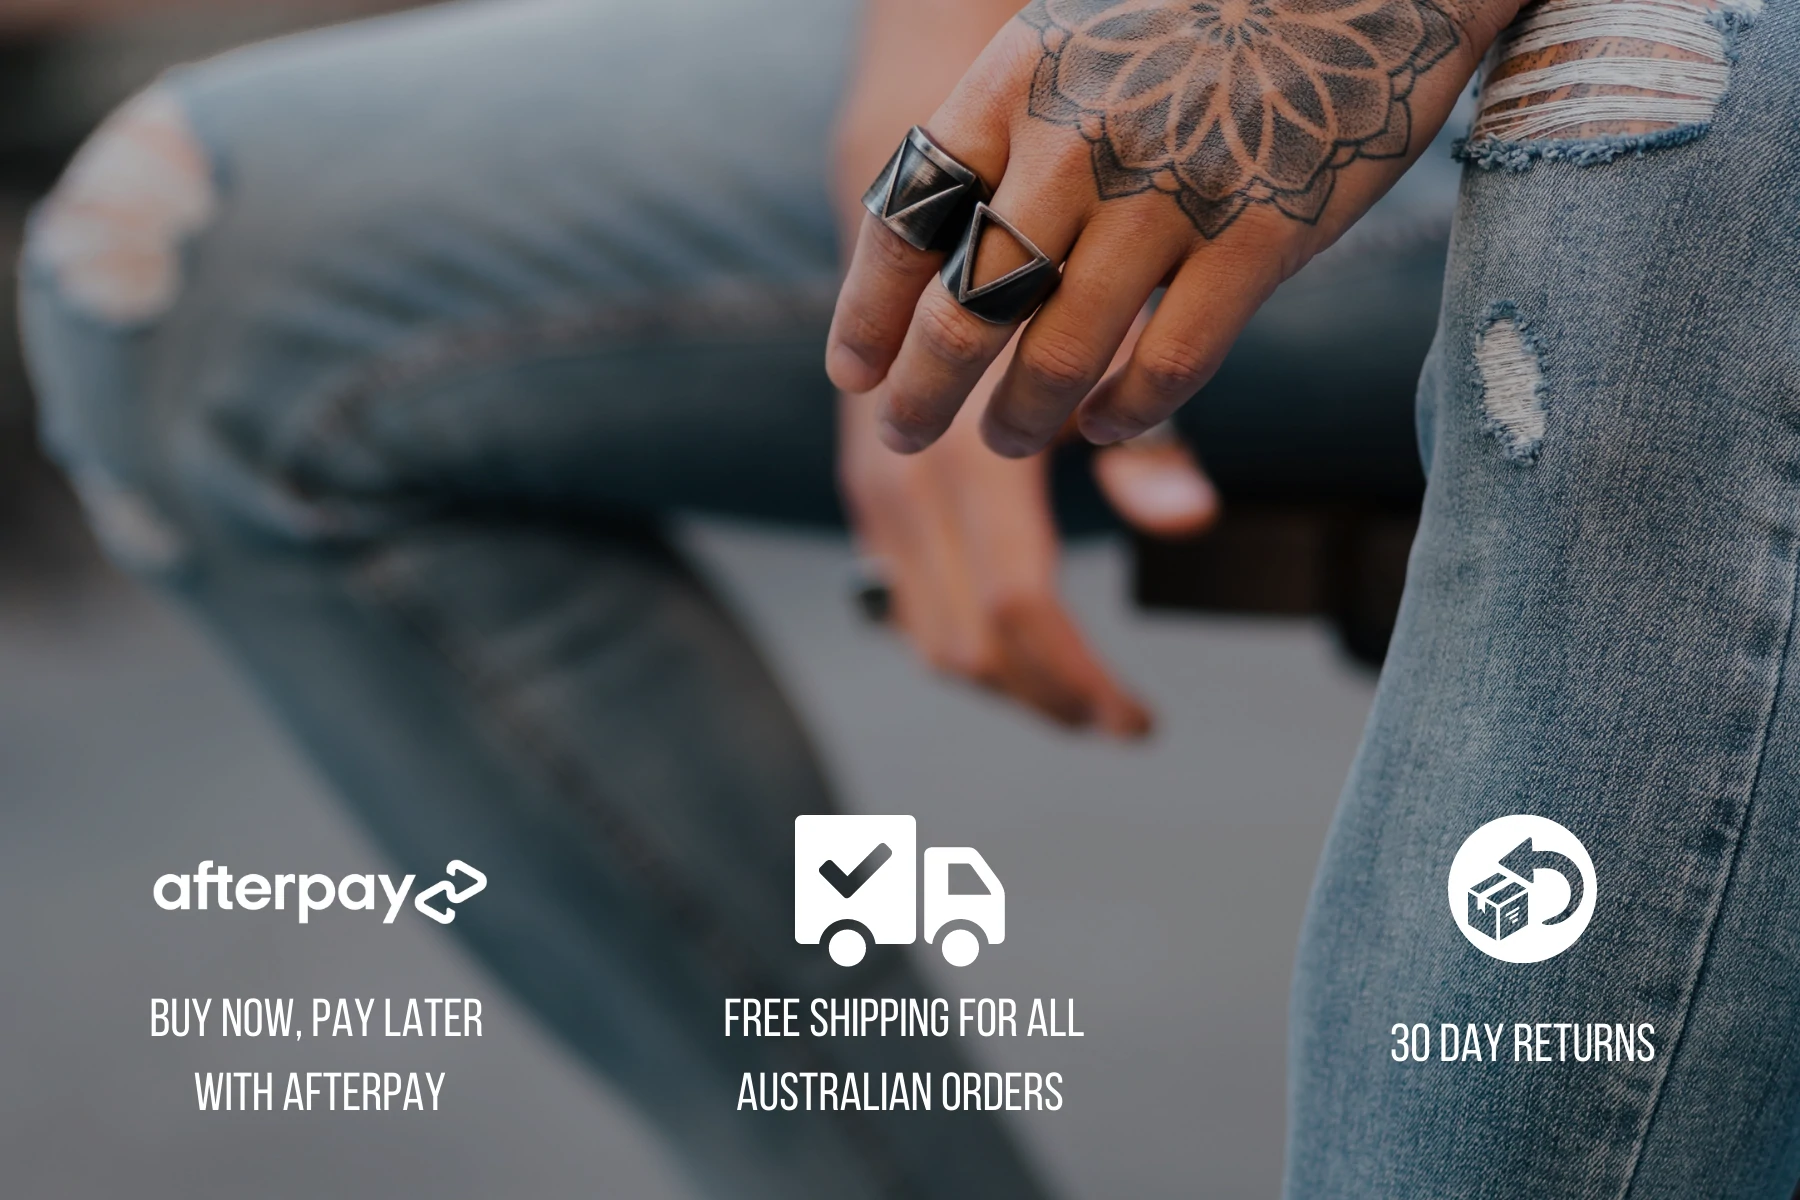 afterpay
BUY NOW, PAY LATER
WITH AFTERPAY
FREE SHIPPING FOR ALL
AUSTRALIAN ORDERS
30 DAY RETURNS